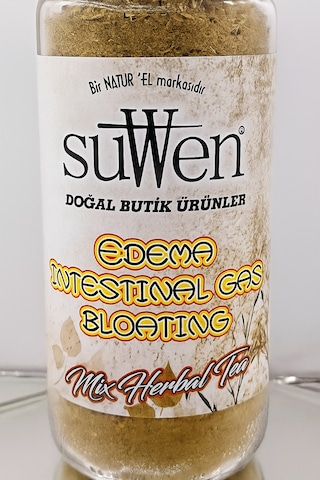 Bir NATUR 'EL markasıdır
suWen®
DOĞAL BUTİK ÜRÜNLER
EDEMA
INTESTINAL GAS
BLOATING
Mix Herbal Tea